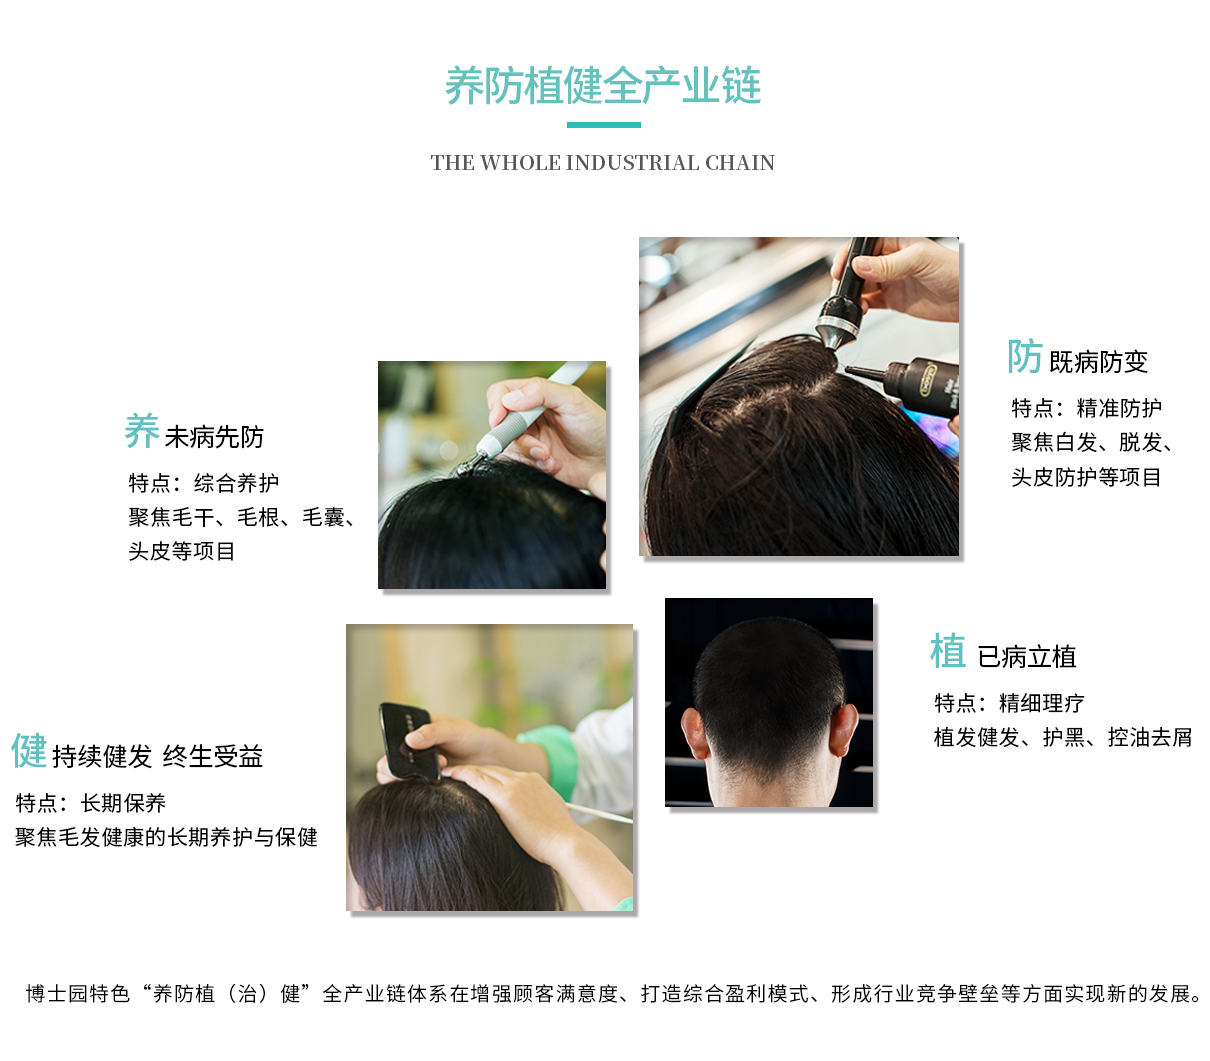 养防植健全产业链
THE WHOLE INDUSTRIAL CHAIN
养 未病先防
特点：综合养护
聚焦毛干、毛根、毛囊、
头皮等项目
防 既病防变
特点：精准防护
聚焦白发、脱发、
头皮防护等项目
健 持续健发 终生受益
特点：长期保养
聚焦毛发健康的长期养护与保健
植 已病立植
特点：精细理疗
植发健发、护黑、控油去屑
博士园特色“养防植（治）健”全产业链体系在增强顾客满意度、打造综合盈利模式、形成行业竞争壁垒等方面实现新的发展。